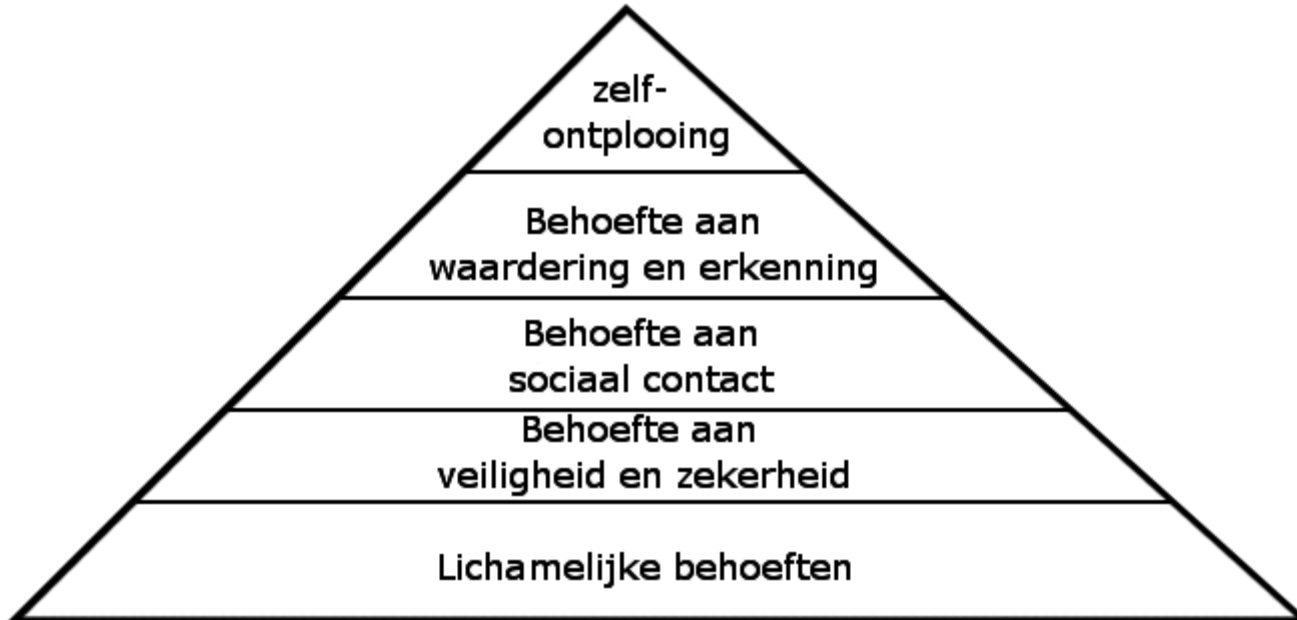 zelf-
ontplooing
Behoefte aan
waardering en erkenning
Behoefte aan
sociaal contact
Behoefte aan
veiligheid en zekerheid
Lichamelijke behoeften